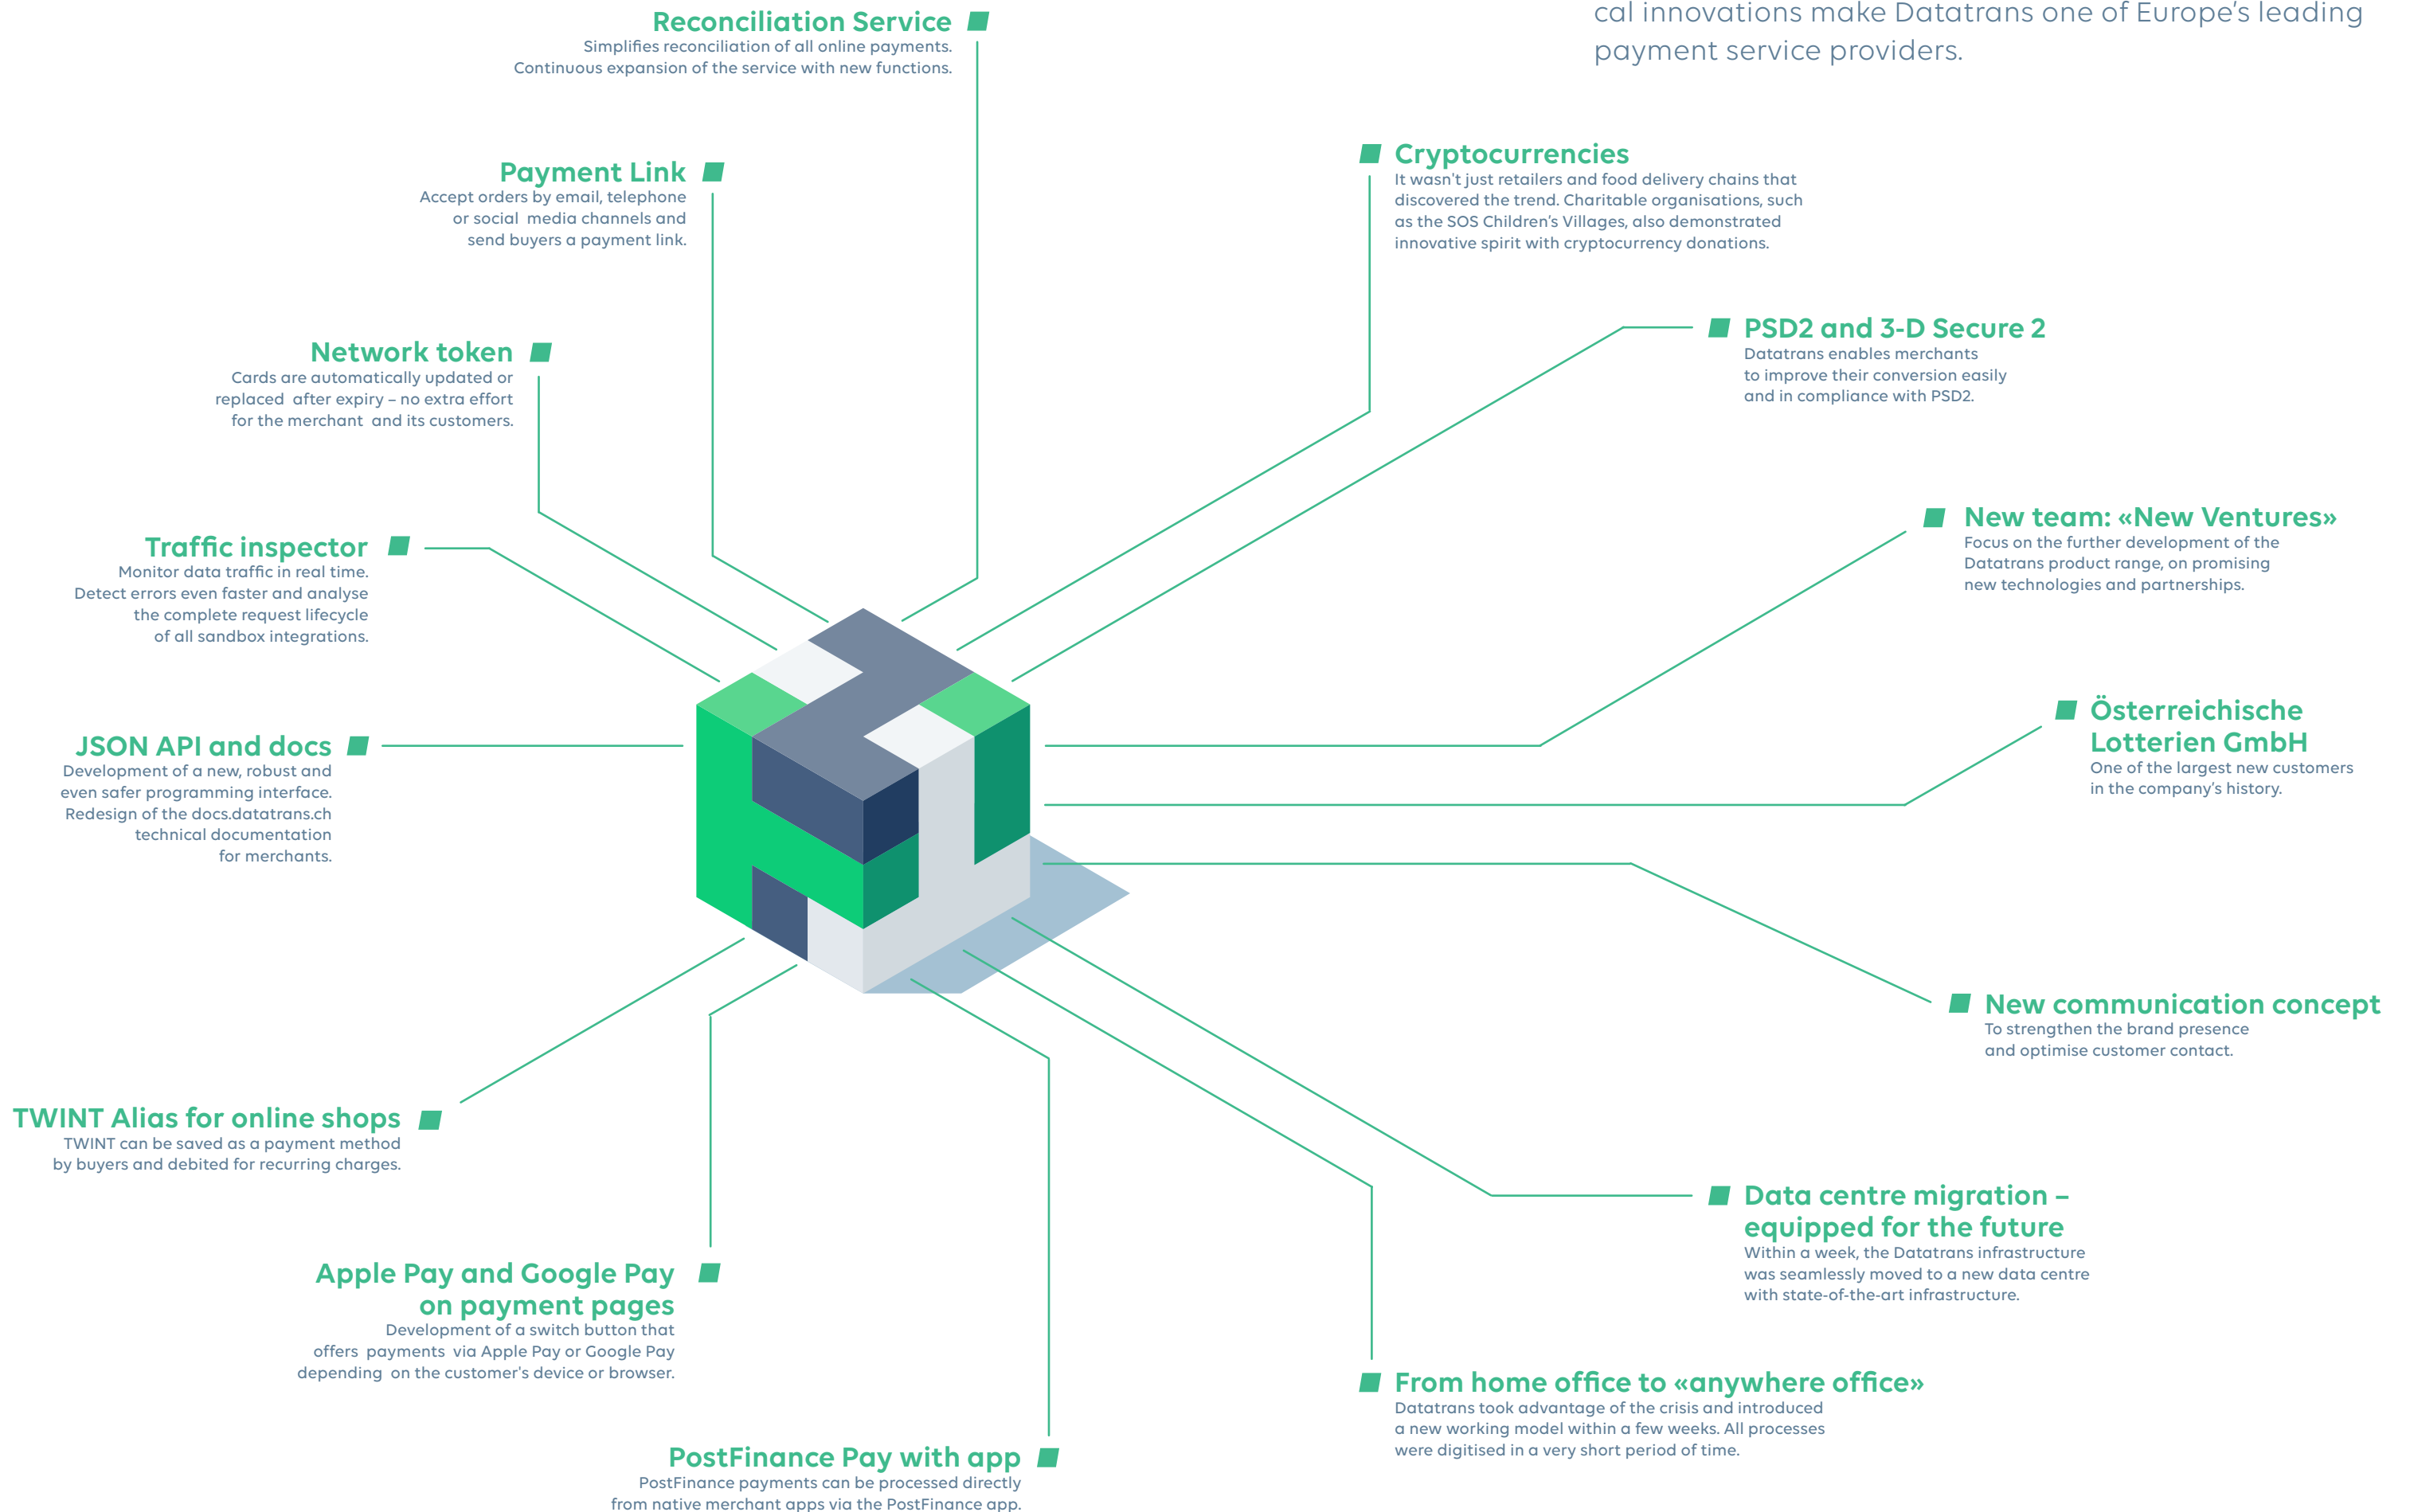 cal innovations make Datatrans one of Europe's leading
payment service providers.
Reconciliation Service
Simplifies reconciliation of all online payments.
Continuous expansion of the service with new functions.
Payment Link
Accept orders by email, telephone
or social media channels and
send buyers a payment link.
Network token
Cards are automatically updated or
replaced after expiry – no extra effort
for the merchant and its customers.
Traffic inspector
Monitor data traffic in real time.
Detect errors even faster and analyse
the complete request lifecycle
of all sandbox integrations.
JSON API and docs
Development of a new, robust and
even safer programming interface.
Redesign of the docs.datatrans.ch
technical documentation
for merchants.
TWINT Alias for online shops
TWINT can be saved as a payment method
by buyers and debited for recurring charges.
Apple Pay and Google Pay
on payment pages
Development of a switch button that
offers payments via Apple Pay or Google Pay
depending on the customer's device or browser.
PostFinance Pay with app
PostFinance payments can be processed directly
from native merchant apps via the PostFinance app.
Cryptocurrencies
It wasn't just retailers and food delivery chains that
discovered the trend. Charitable organisations, such
as the SOS Children's Villages, also demonstrated
innovative spirit with cryptocurrency donations.
PSD2 and 3-D Secure 2
Datatrans enables merchants
to improve their conversion easily
and in compliance with PSD2.
New team: «New Ventures»
Focus on the further development of the
Datatrans product range, on promising
new technologies and partnerships.
Österreichische
Lotterien GmbH
One of the largest new customers
in the company's history.
New communication concept
To strengthen the brand presence
and optimise customer contact.
Data centre migration –
equipped for the future
Within a week, the Datatrans infrastructure
was seamlessly moved to a new data centre
with state-of-the-art infrastructure.
From home office to «anywhere office»
Datatrans took advantage of the crisis and introduced
a new working model within a few weeks. All processes
were digitised in a very short period of time.